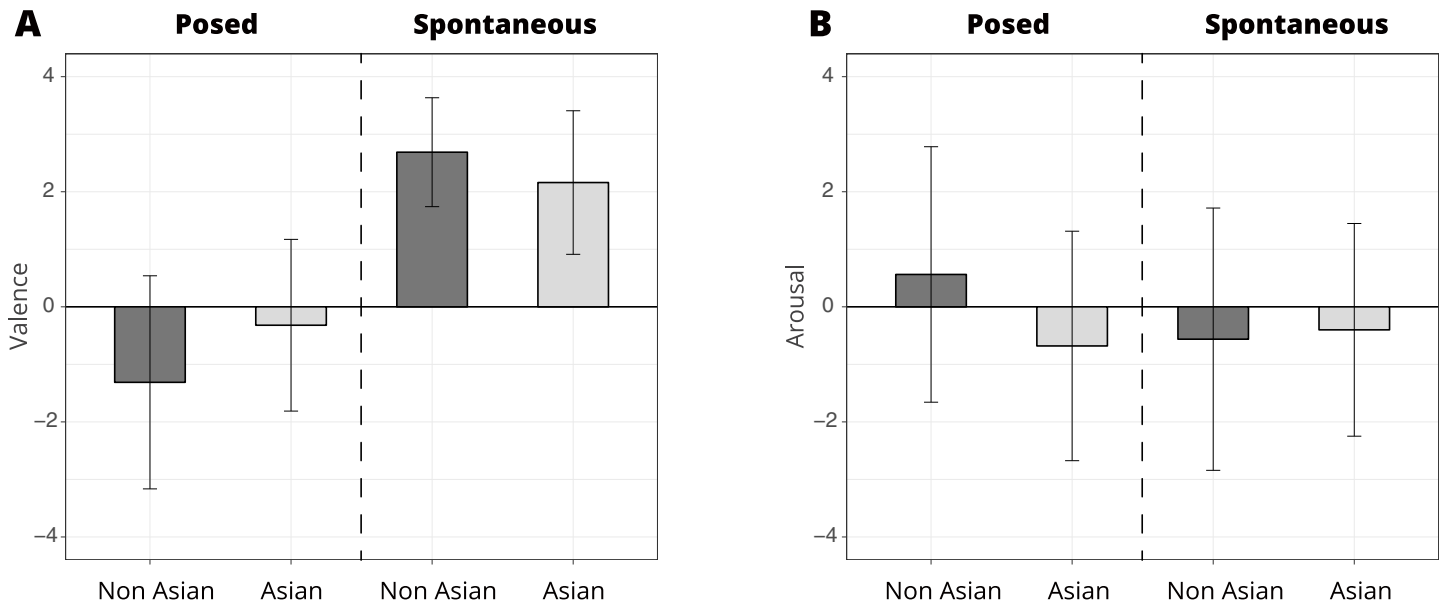 A Posed Spontaneous
4
2
0
−2
−4
Valence
Non Asian Asian Non Asian Asian
B Posed Spontaneous
4
2
0
−2
−4
Arousal
Non Asian Asian Non Asian Asian